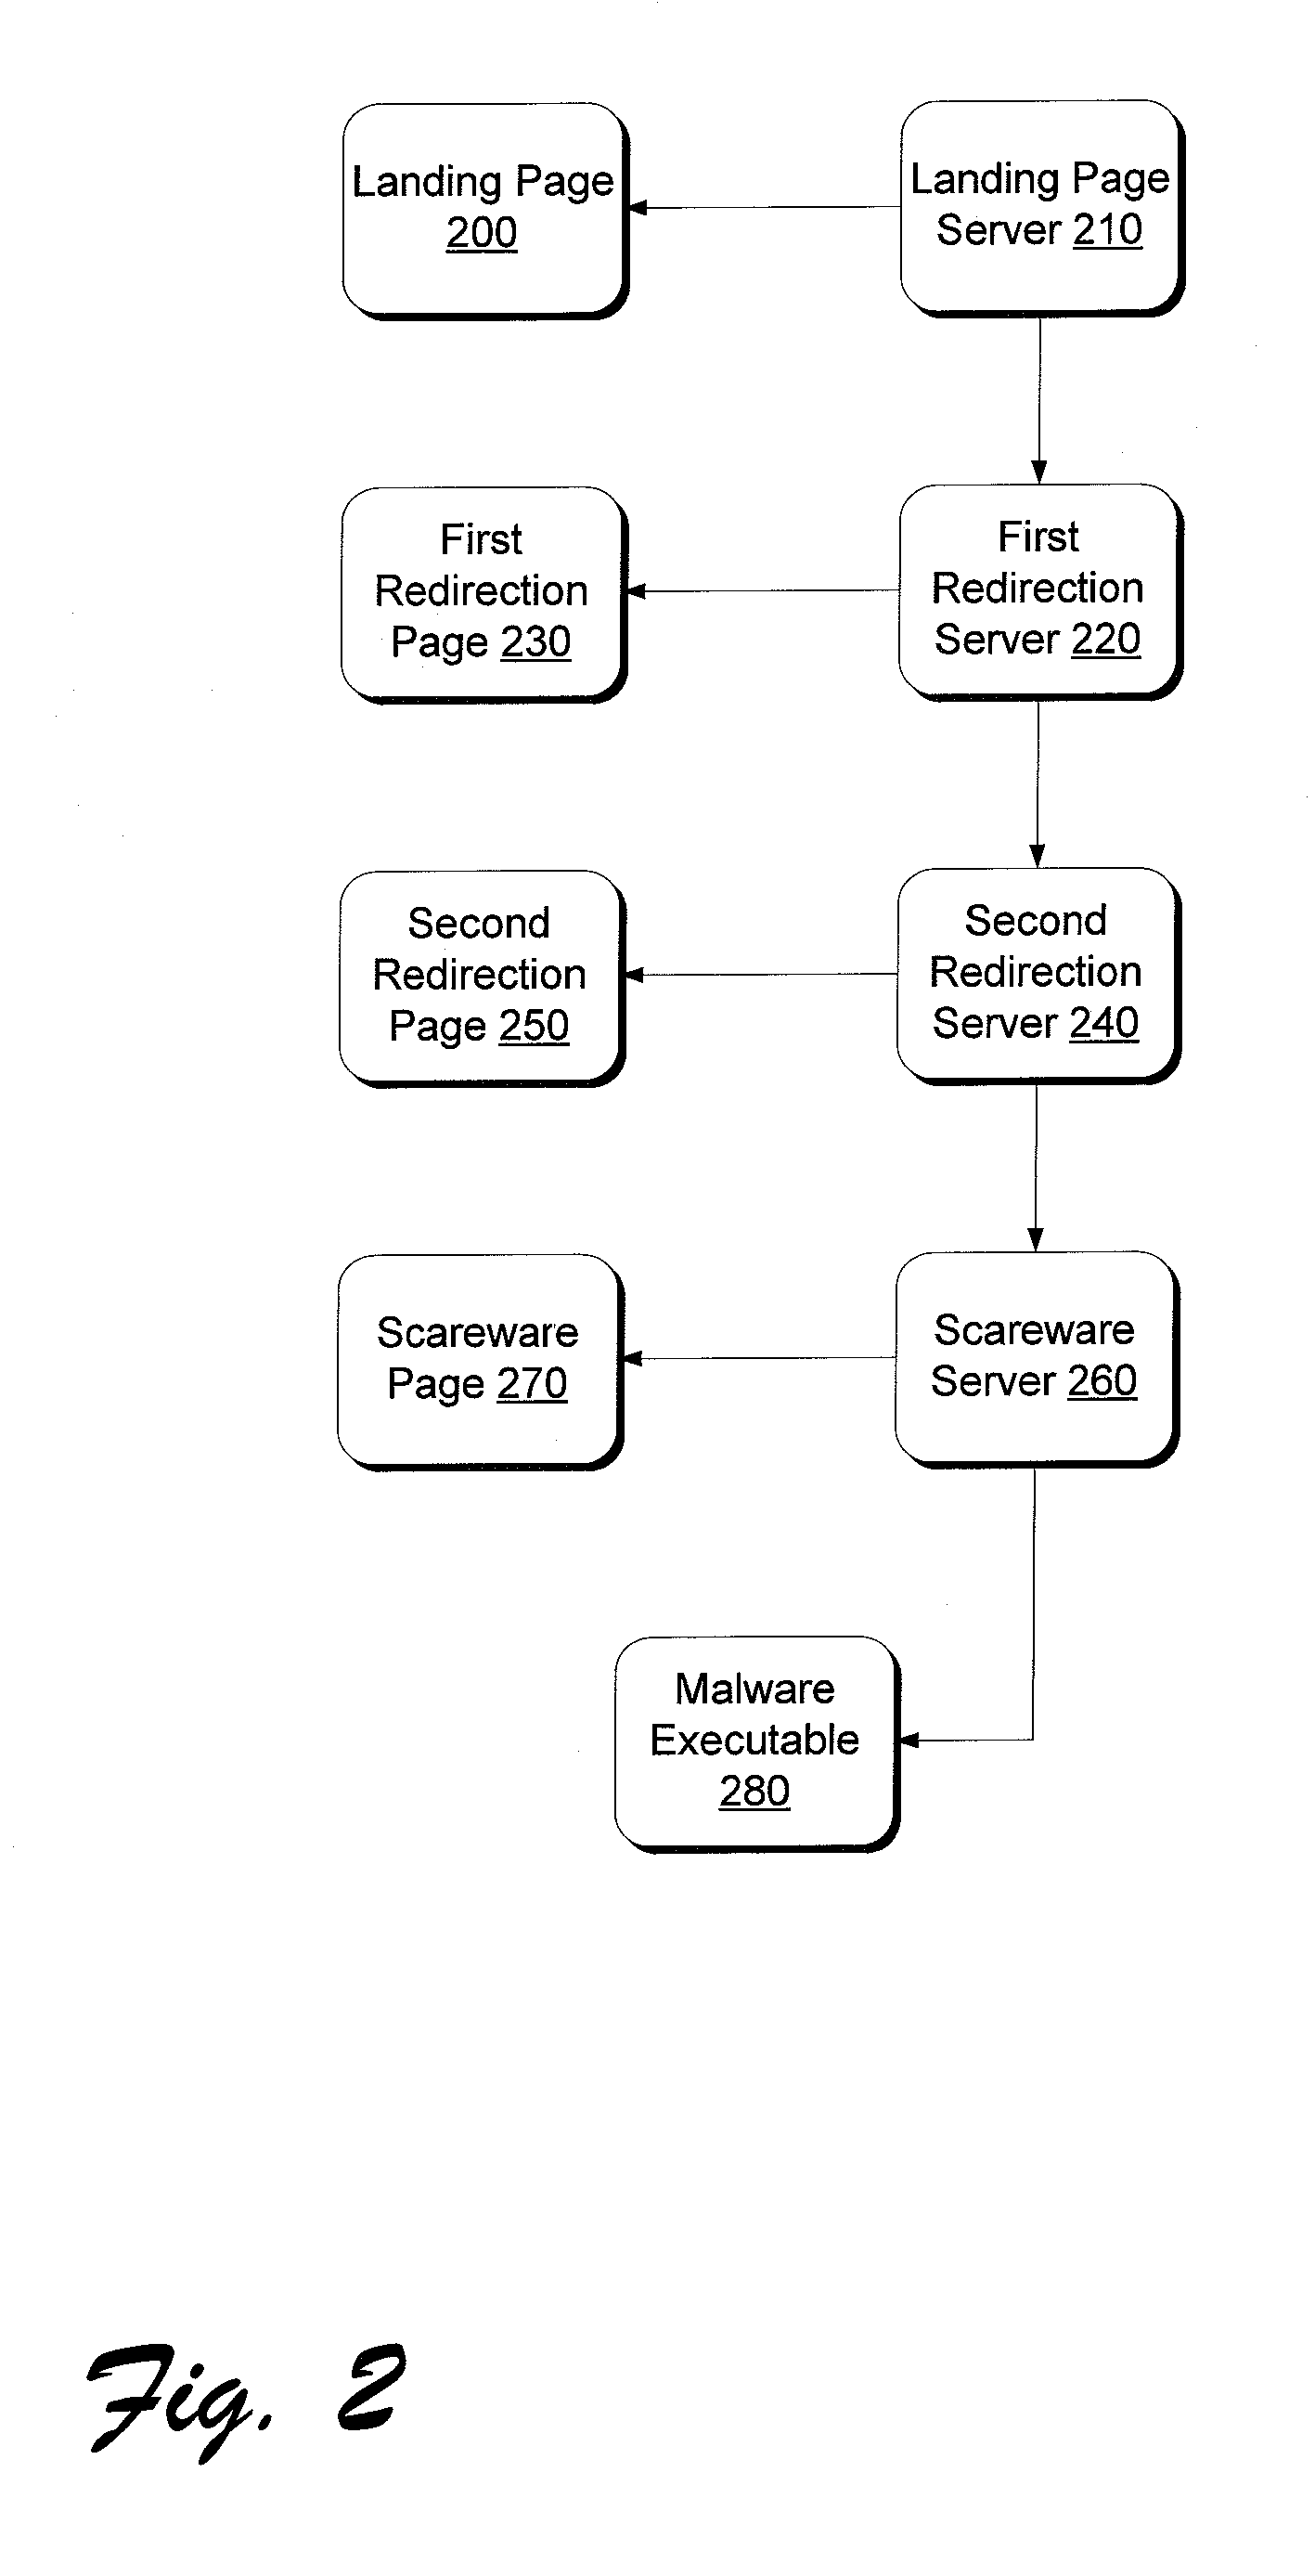 Landing Page
200
Landing Page
Server 210
First
Redirection
Page 230
First
Redirection
Server 220
Second
Redirection
Page 250
Second
Redirection
Server 240
Scareware
Page 270
Scareware
Server 260
Malware
Executable
280
Fig. 2